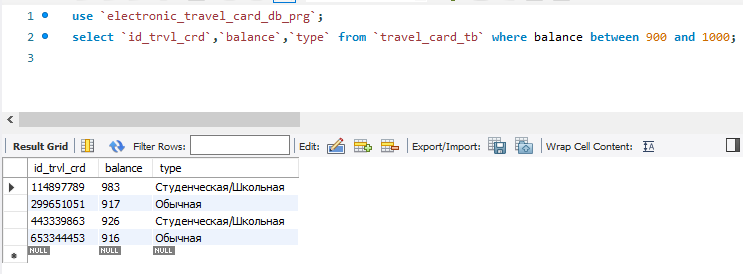 1 use `electronic_travel_card_db_prg`;
2 select `id_trvl_crd`,`balance`,`type` from `travel_card_tb` where balance between 900 and 1000;
3
Result Grid Filter Rows: Edit: Export/Import: Wrap Cell Content:
id_trvl_crd balance type
114897789 983 Студенческая/Школьная
299651051 917 Обычная
443339863 926 Студенческая/Школьная
653344453 916 Обычная
NULL NULL NULL